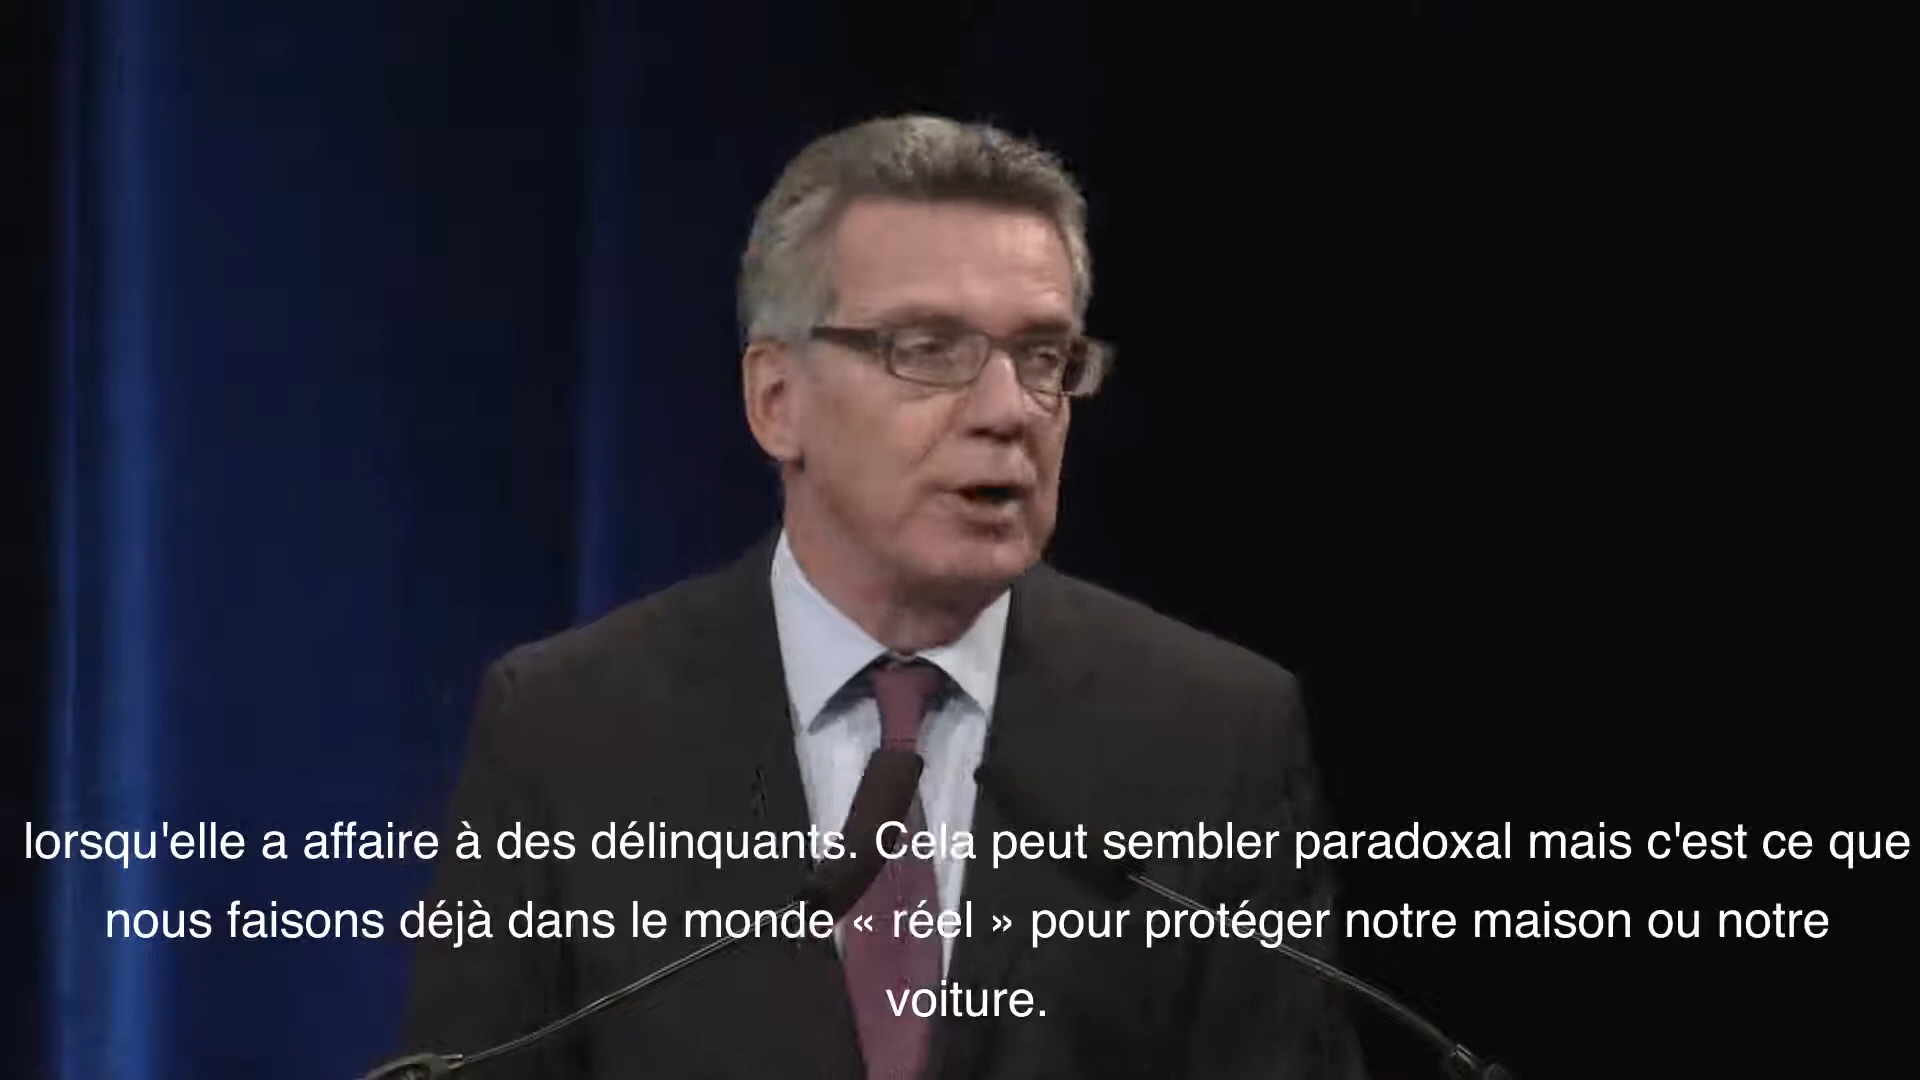 lorsqu'elle a affaire à des délinquants. Cela peut sembler paradoxal mais c'est ce que
nous faisons déjà dans le monde « réel » pour protéger notre maison ou notre
voiture.